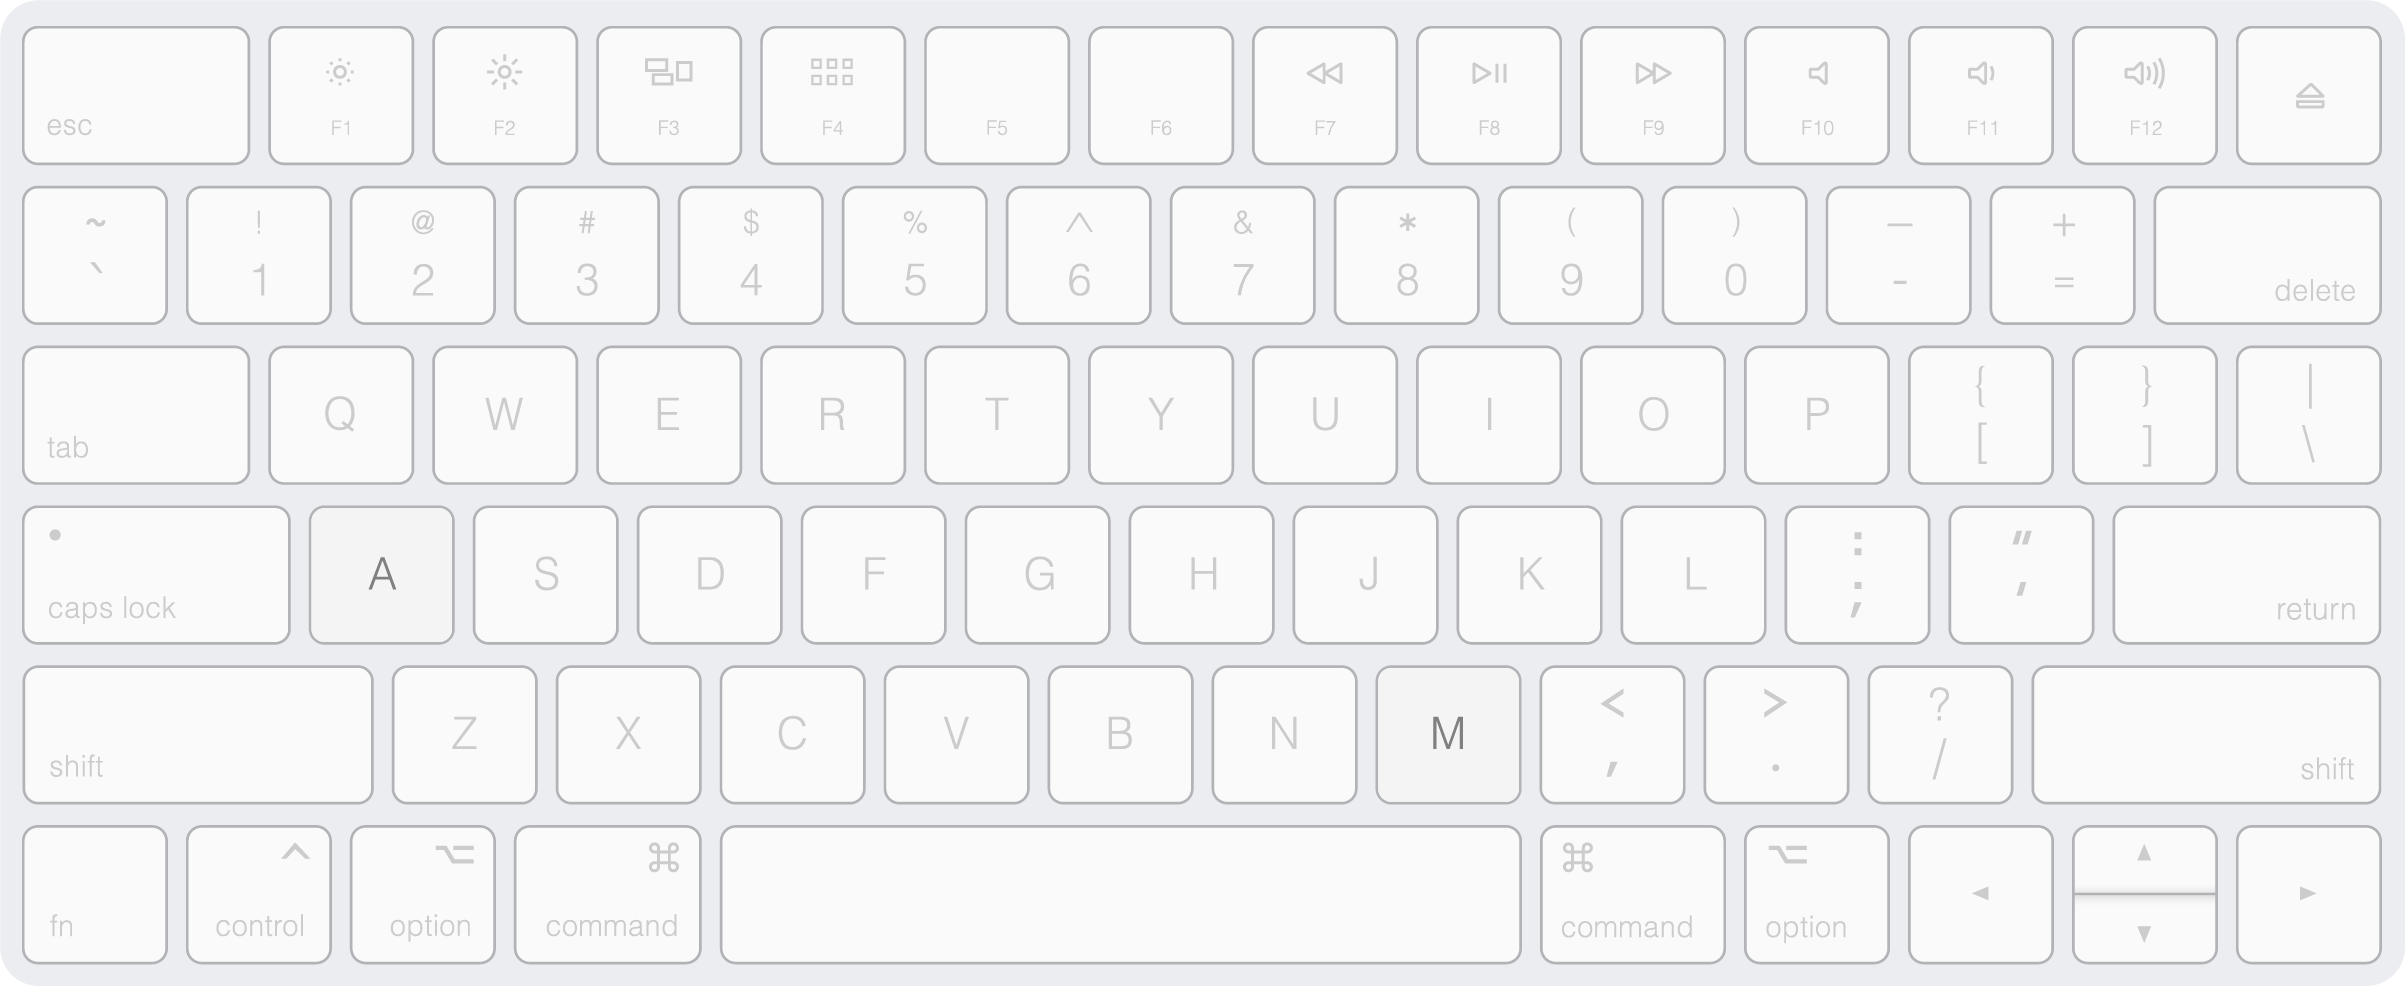 esc F1 F2 F3 F4 F5 F6 F7 F8 F9 F10 F11 F12
~ ! @ # $ % ^ & * ( ) — +
` 1 2 3 4 5 6 7 8 9 0 - = delete
tab Q W E R T Y U I O P { } |
[ ] \
caps lock A S D F G H J K L : "
; ' return
shift Z X C V B N M < > ?
, . / shift
fn control option command command option